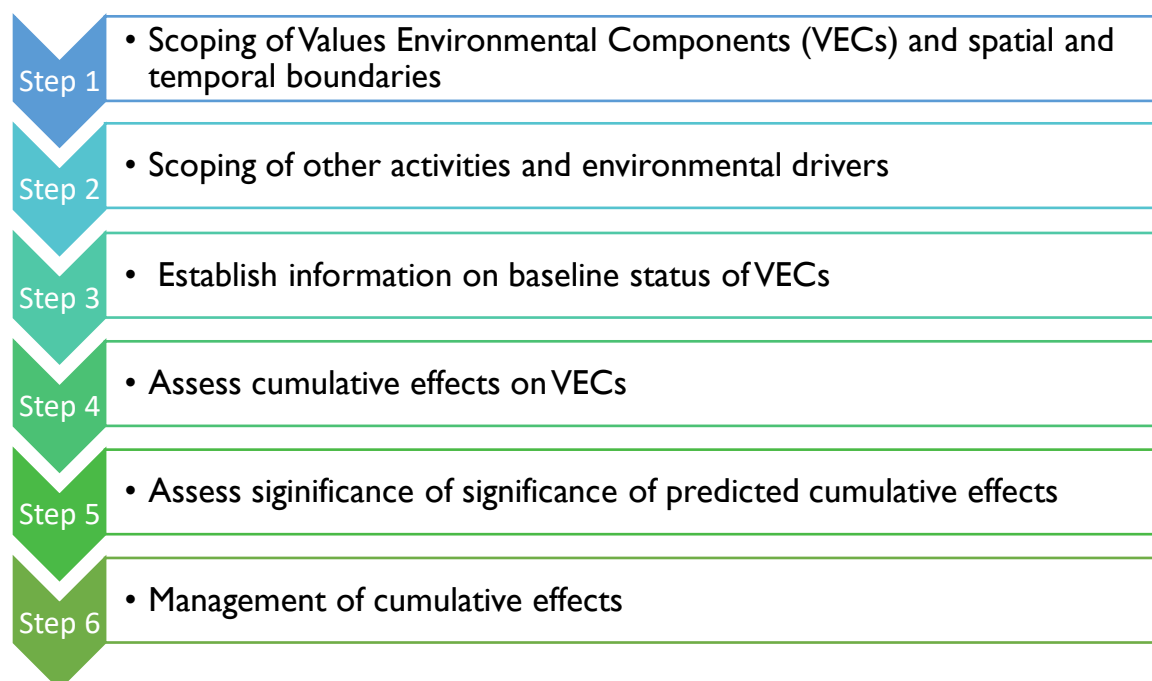 Step 1
• Scoping of Values Environmental Components (VECs) and spatial and
temporal boundaries
Step 2
• Scoping of other activities and environmental drivers
Step 3
• Establish information on baseline status of VECs
Step 4
• Assess cumulative effects on VECs
Step 5
• Assess siginificance of significance of predicted cumulative effects
Step 6
• Management of cumulative effects